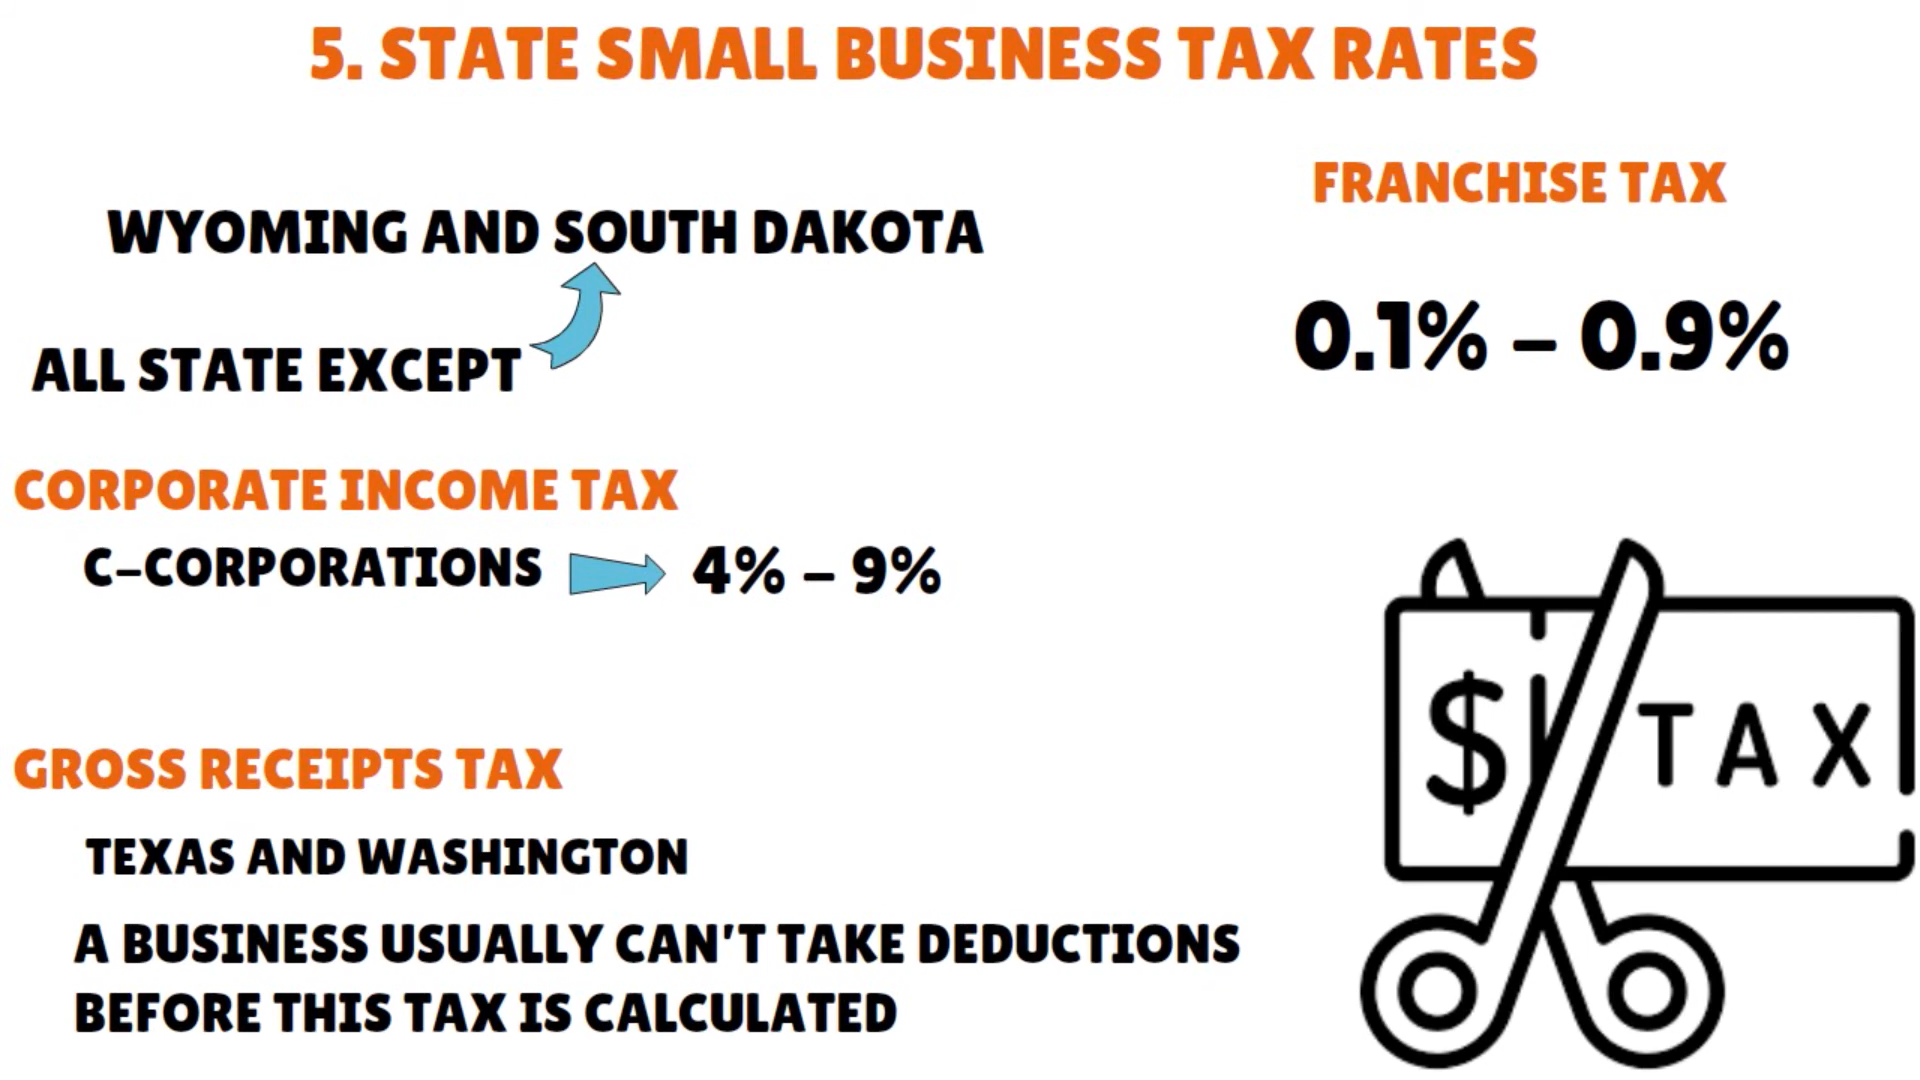 5. STATE SMALL BUSINESS TAX RATES
WYOMING AND SOUTH DAKOTA
ALL STATE EXCEPT
CORPORATE INCOME TAX
C-CORPORATIONS 4% - 9%
GROSS RECEIPTS TAX
TEXAS AND WASHINGTON
A BUSINESS USUALLY CAN'T TAKE DEDUCTIONS
BEFORE THIS TAX IS CALCULATED
FRANCHISE TAX
0.1% - 0.9%
$ TAX